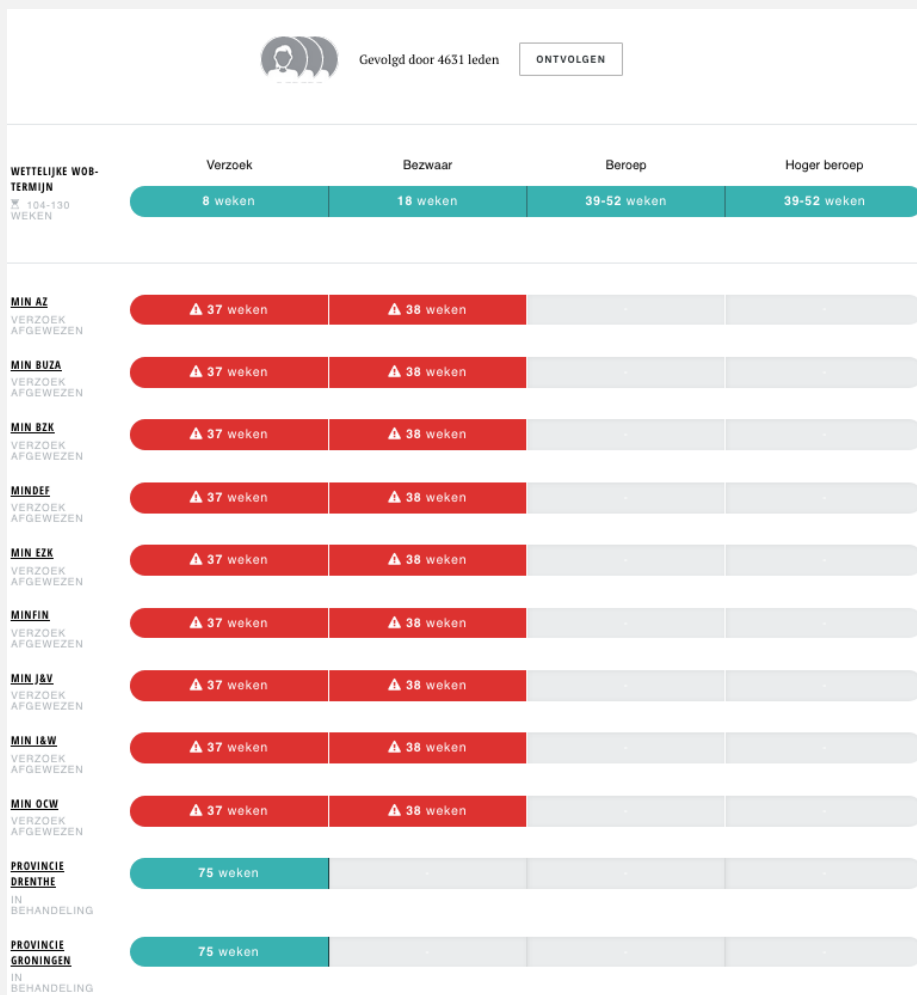 Gevolgd door 4631 leden
ONTVOLGEN
WETTELIJKE WOB-
TERMIJN
104-130
WEKEN
Verzoek
Bezwaar
Beroep
Hoger beroep
8 weken
18 weken
39-52 weken
39-52 weken
MIN AZ
VERZOEK
AFGEWEZEN
37 weken
38 weken
MIN BUZA
VERZOEK
AFGEWEZEN
37 weken
38 weken
MIN BZK
VERZOEK
AFGEWEZEN
37 weken
38 weken
MINDEF
VERZOEK
AFGEWEZEN
37 weken
38 weken
MIN EZK
VERZOEK
AFGEWEZEN
37 weken
38 weken
MINFIN
VERZOEK
AFGEWEZEN
37 weken
38 weken
MIN J&V
VERZOEK
AFGEWEZEN
37 weken
38 weken
MIN I&W
VERZOEK
AFGEWEZEN
37 weken
38 weken
MIN OCW
VERZOEK
AFGEWEZEN
37 weken
38 weken
PROVINCIE
DRENTHE
IN
BEHANDELING
75 weken
PROVINCIE
GRONINGEN
IN
BEHANDELING
75 weken